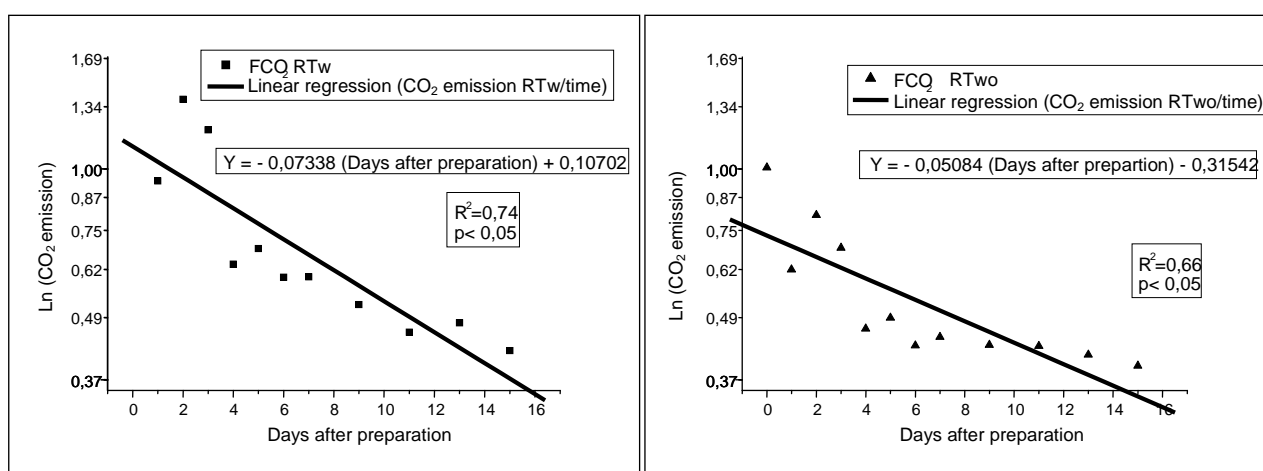 FCO2 RTw
Linear regression (CO2 emission RTw/time)
Y = - 0,07338 (Days after preparation) + 0,10702
R2=0,74
p< 0,05
Ln (CO2 emission)
1,69
1,34
1,00
0,87
0,75
0,62
0,49
0,37
0 2 4 6 8 10 12 14 16
Days after preparation
FCO2 RTwo
Linear regression (CO2 emission RTwo/time)
Y = - 0,05084 (Days after prepartion) - 0,31542
R2=0,66
p< 0,05
Ln (CO2 emission)
1,69
1,34
1,00
0,87
0,75
0,62
0,49
0,37
0 2 4 6 8 10 12 14 16
Days after preparation